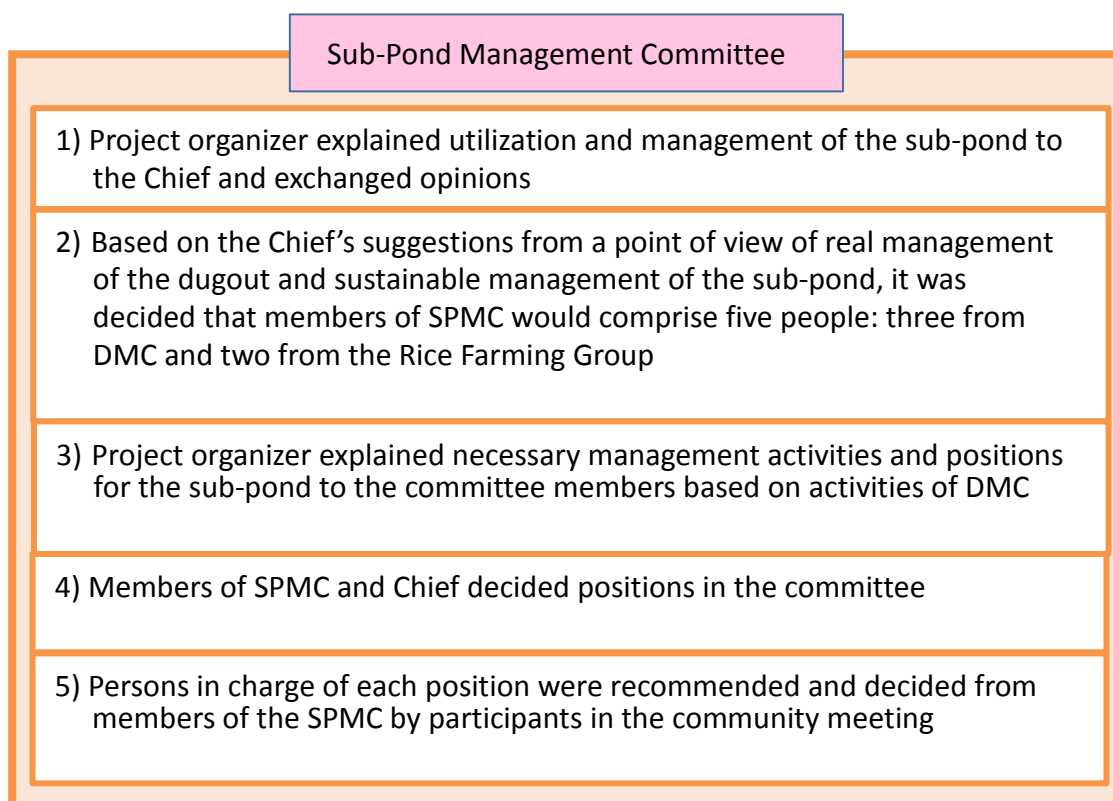 Sub-Pond Management Committee
1) Project organizer explained utilization and management of the sub-pond to
the Chief and exchanged opinions
2) Based on the Chief’s suggestions from a point of view of real management
of the dugout and sustainable management of the sub-pond, it was
decided that members of SPMC would comprise five people: three from
DMC and two from the Rice Farming Group
3) Project organizer explained necessary management activities and positions
for the sub-pond to the committee members based on activities of DMC
4) Members of SPMC and Chief decided positions in the committee
5) Persons in charge of each position were recommended and decided from
members of the SPMC by participants in the community meeting